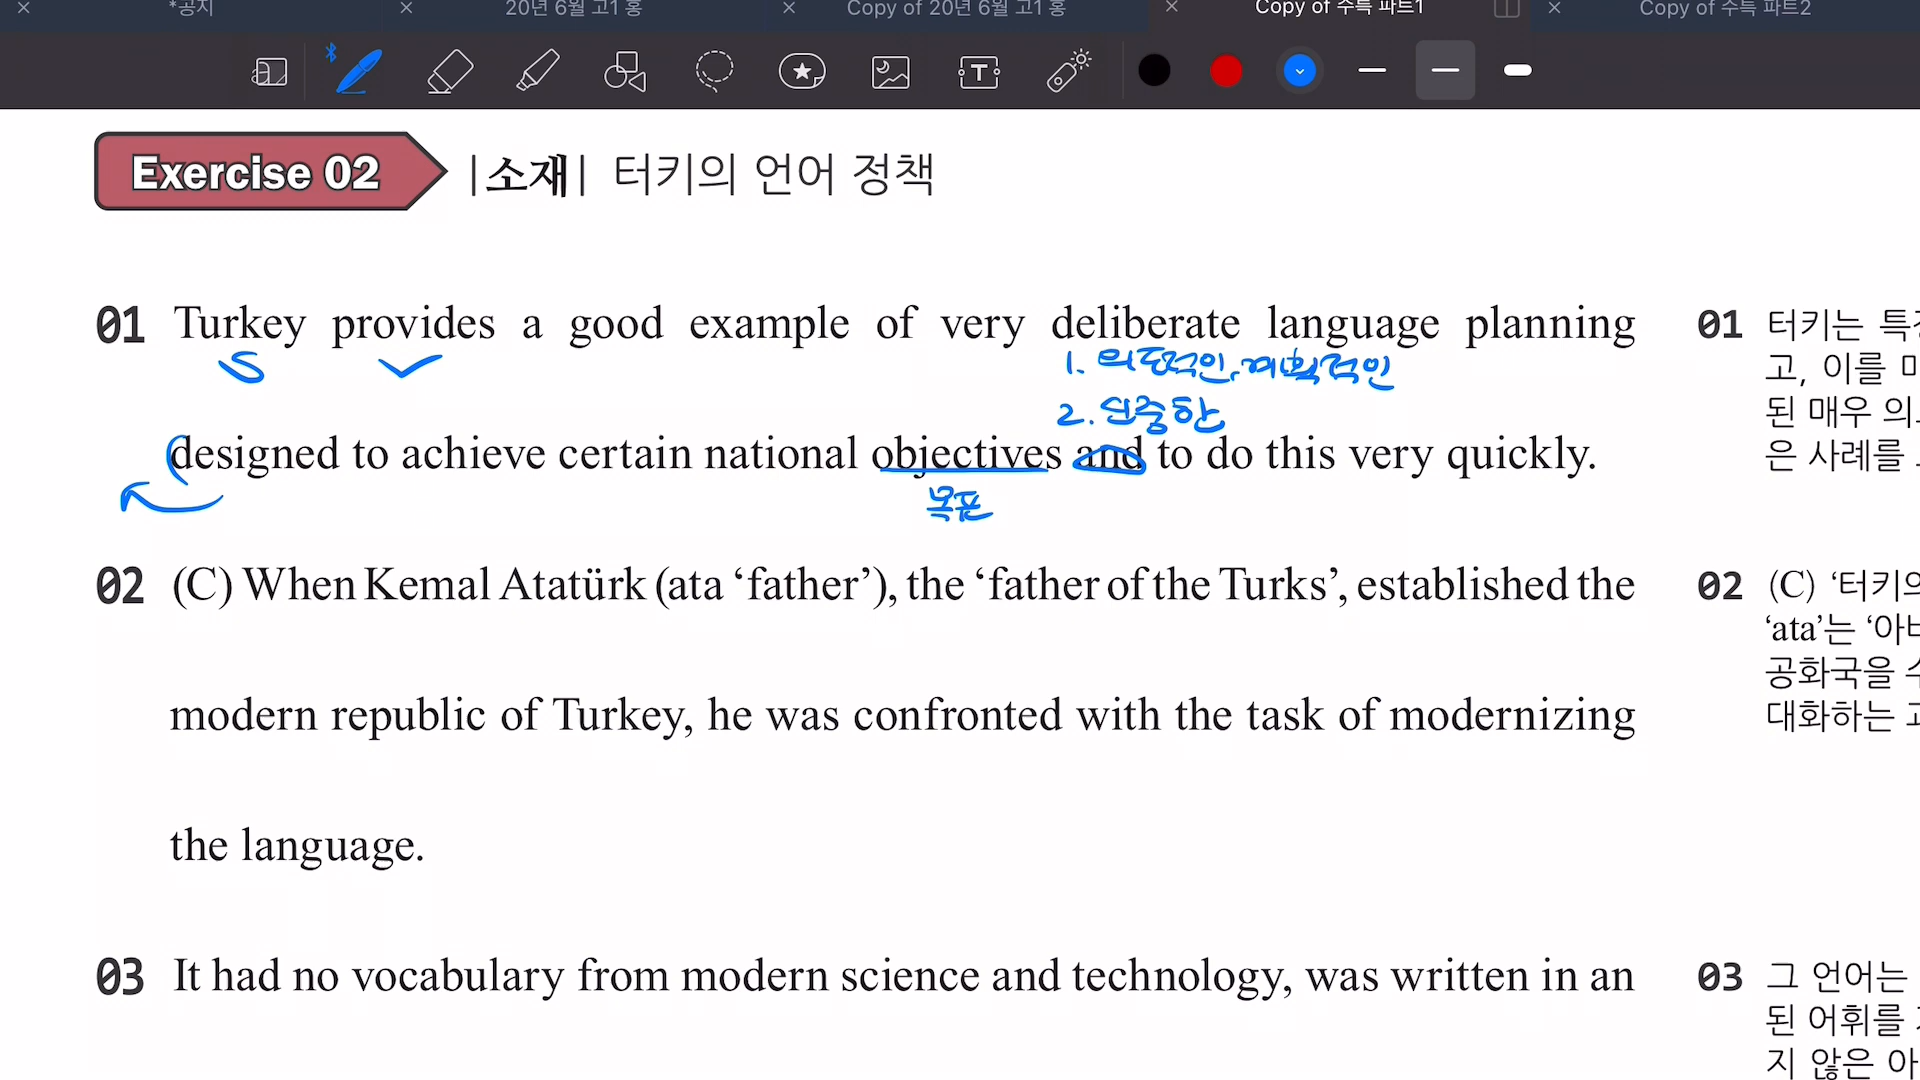 *공지
20년 6월 고1 홍
Copy of 20년 6월 고1 홍
Copy of 수특 파트1
Copy of 수특 파트2
Exercise 02 |소재| 터키의 언어 정책
01 Turkey provides a good example of very deliberate language planning
S V
1. 의도적인, 계획적인
2. 신중한
designed to achieve certain national objectives and to do this very quickly.
목표
02 (C) When Kemal Atatürk (ata ‘father’), the ‘father of the Turks’, established the
modern republic of Turkey, he was confronted with the task of modernizing
the language.
03 It had no vocabulary from modern science and technology, was written in an
01 터키는
고, 이를
된 매우
은 사례를
02 (C) ‘터키의
‘ata’는
공화국을
대화하는
03 그 언어는
된 어휘를
지 않은